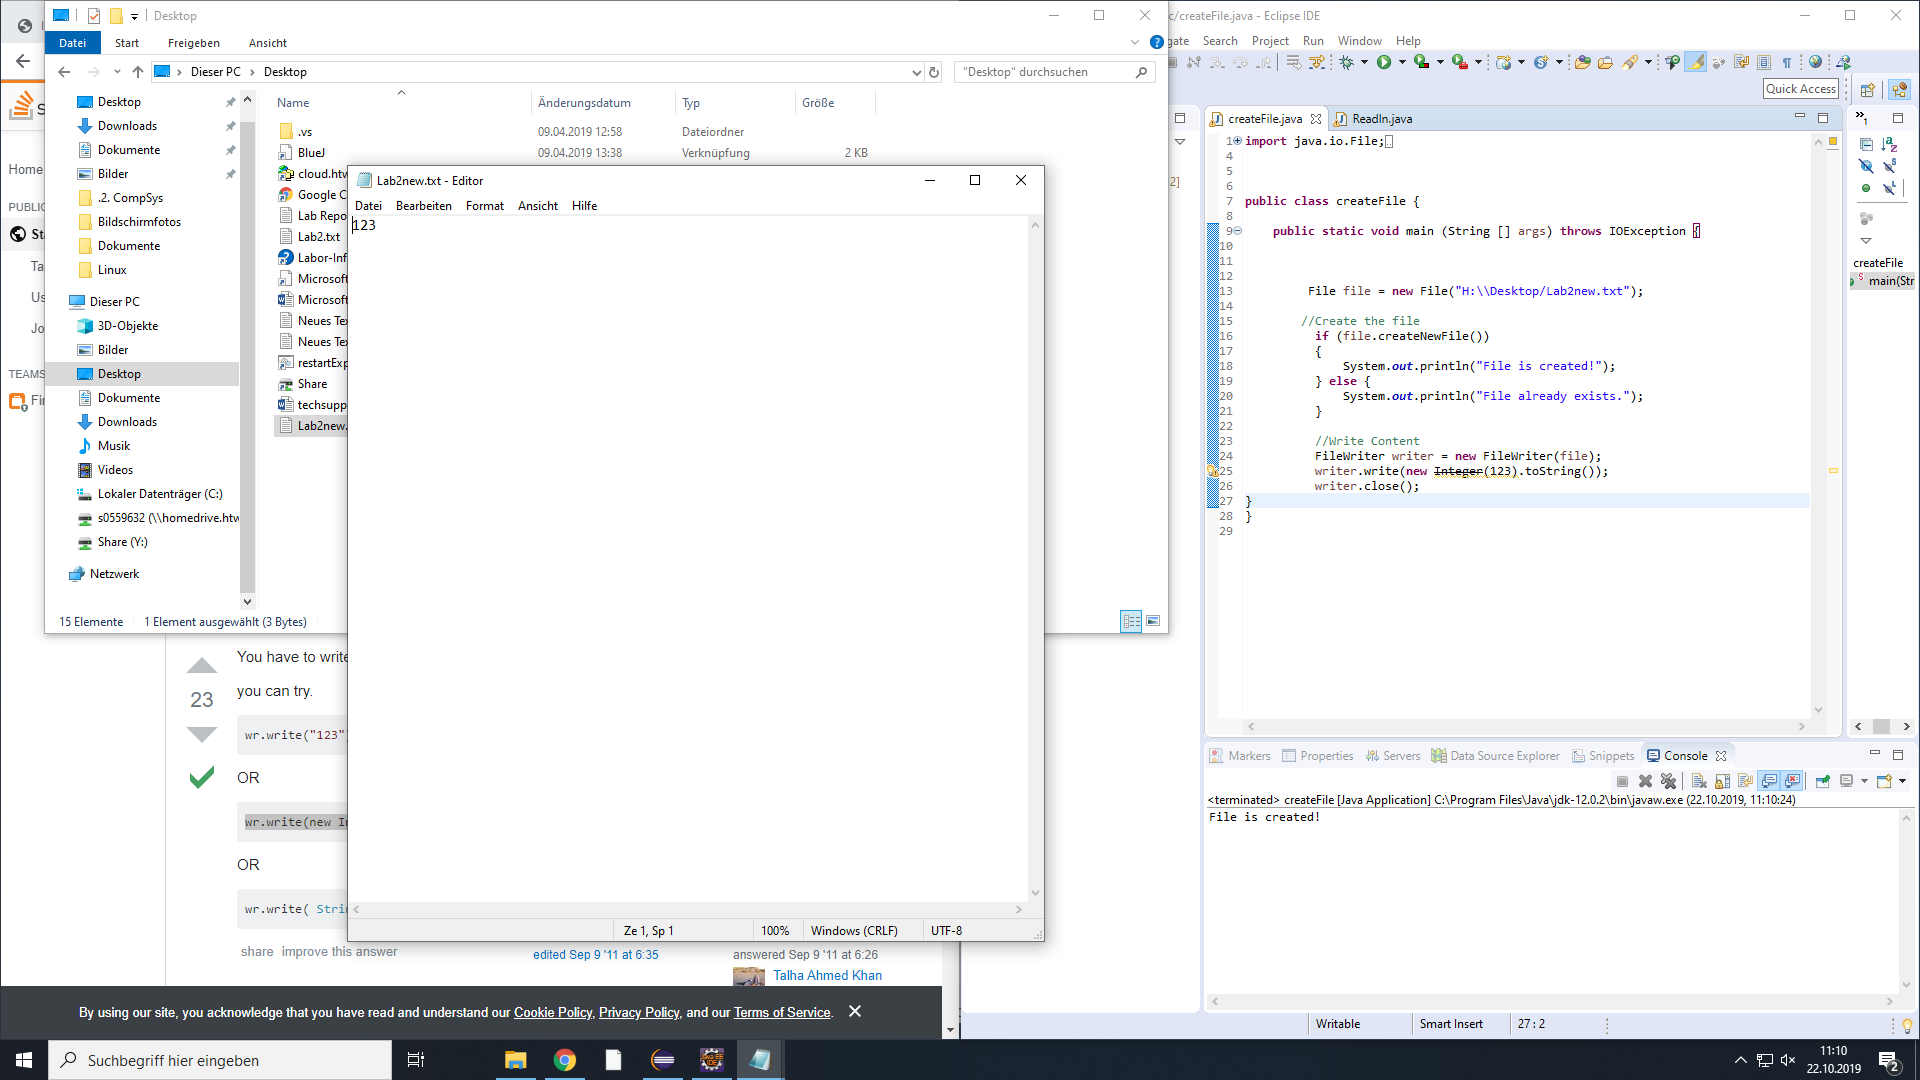 Desktop
Datei
Start
Freigeben
Ansicht
Dieser PC
Desktop
"Desktop" durchsuchen
Desktop
Downloads
Dokumente
Bilder
.2. CompSys
Bildschirmfotos
Dokumente
Linux
Dieser PC
3D-Objekte
Bilder
Desktop
Dokumente
Downloads
Musik
Videos
Lokaler Datenträger (C:)
s0559632 (\\homedrive.htw
Share (Y:)
Netzwerk
Name
Änderungsdatum
Typ
Größe
.vs
09.04.2019 12:58
Dateiordner
BlueJ
09.04.2019 13:38
Verknüpfung
2 KB
cloud.htw
Google C
Lab Repo
Lab2.txt
Labor-Inf
Microsoft
Microsoft
Neues Te
Neues Te
restartExp
Share
techsupp
Lab2new.
15 Elemente
1 Element ausgewählt (3 Bytes)
Lab2new.txt - Editor
Datei
Bearbeiten
Format
Ansicht
Hilfe
123
Ze 1, Sp 1
100%
Windows (CRLF)
UTF-8
Home
PUBLIC
Sta
Ta
Us
Jo
TEAMS
Fir
You have to write
you can try.
23
wr.write("123"
OR
wr.write(new In
OR
wr.write( Strin
share
improve this answer
edited Sep 9 '11 at 6:35
answered Sep 9 '11 at 6:26
Talha Ahmed Khan
By using our site, you acknowledge that you have read and understand our Cookie Policy, Privacy Policy, and our Terms of Service.
c/createFile.java - Eclipse IDE
gate
Search
Project
Run
Window
Help
Quick Access
createFile.java
ReadIn.java
1
import java.io.File;
4
5
6
7
public class createFile {
8
9
public static void main (String [] args) throws IOException {
10
11
12
13
File file = new File("H:\\Desktop/Lab2new.txt");
14
15
//Create the file
16
if (file.createNewFile())
17
{
18
System.out.println("File is created!");
19
} else {
20
System.out.println("File already exists.");
21
}
22
23
//Write Content
24
FileWriter writer = new FileWriter(file);
25
writer.write(new Integer(123).toString());
26
writer.close();
27
}
28
}
29
createFile
main(Str
2]
Markers
Properties
Servers
Data Source Explorer
Snippets
Console
<terminated> createFile [Java Application] C:\Program Files\Java\jdk-12.0.2\bin\javaw.exe (22.10.2019, 11:10:24)
File is created!
Writable
Smart Insert
27 : 2
Suchbegriff hier eingeben
11:10
22.10.2019
2